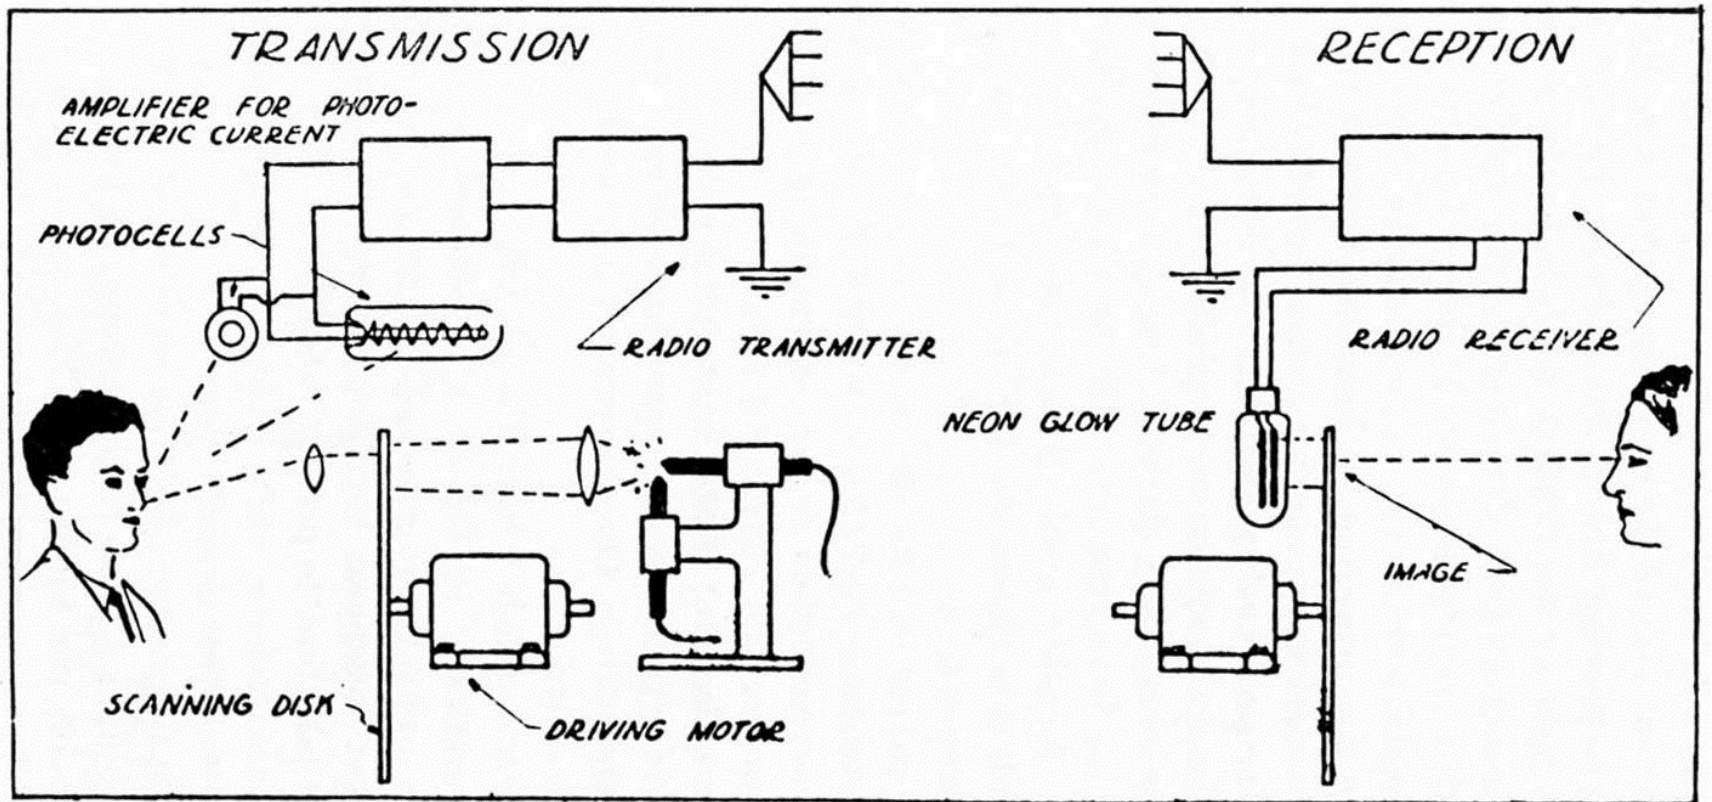 TRANSMISSION
RECEPTION
AMPLIFIER FOR PHOTO-
ELECTRIC CURRENT
PHOTOCELLS
RADIO TRANSMITTER
RADIO RECEIVER
NEON GLOW TUBE
IMAGE
SCANNING DISK
DRIVING MOTOR